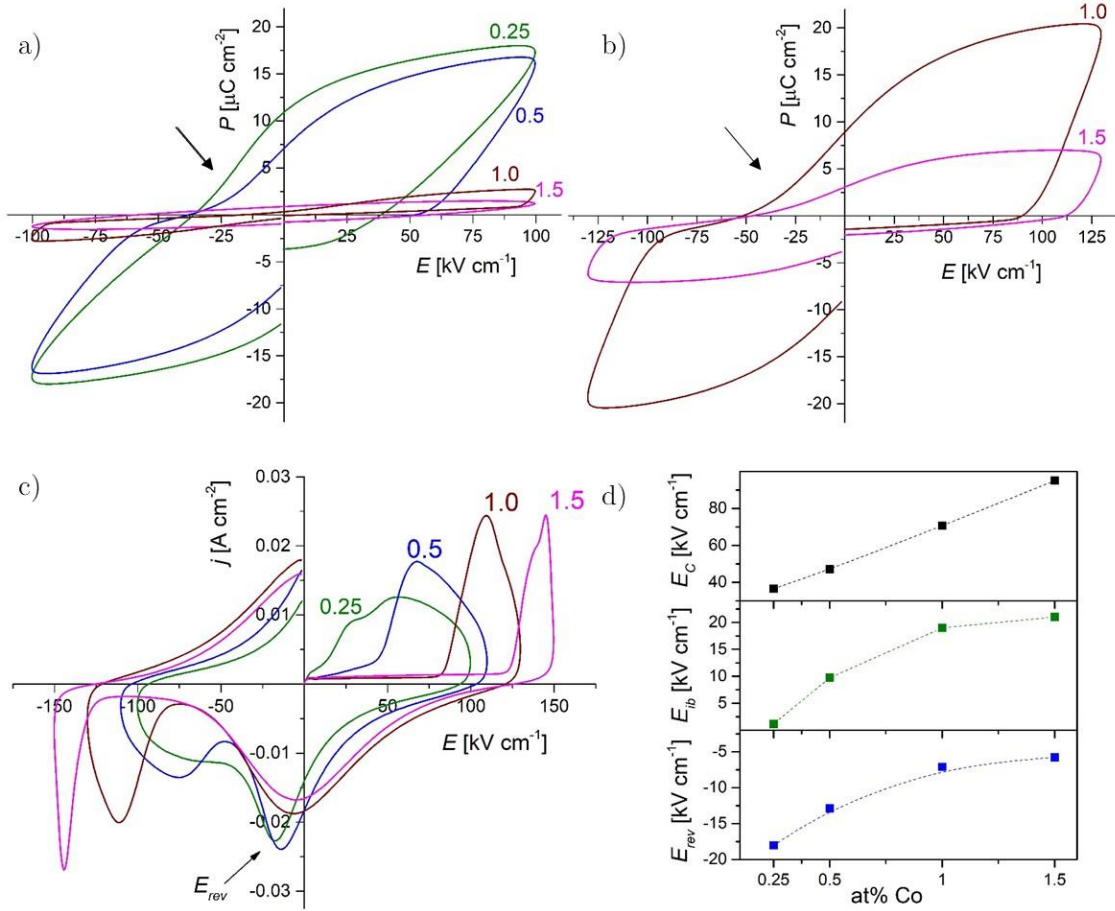 a)
P [µC cm⁻²]
20
15
10
5
-5
-10
-15
-20
-100 -75 -50 -25 25 50 75 100
E [kV cm⁻¹]
0.25
0.5
1.0
1.5
b)
P [µC cm⁻²]
20
15
10
5
-5
-10
-15
-20
-125 -100 -75 -50 -25 25 50 75 100 125
E [kV cm⁻¹]
1.0
1.5
c)
j [A cm⁻²]
0.03
0.02
0.01
-0.01
-0.02
-0.03
-150 -100 -50 50 100 150
E [kV cm⁻¹]
0.25
0.5
1.0
1.5
E_rev
d)
E_C [kV cm⁻¹]
80
60
40
E_ib [kV cm⁻¹]
20
15
10
5
E_rev [kV cm⁻¹]
-5
-10
-15
-20
0.25 0.5 1 1.5
at% Co